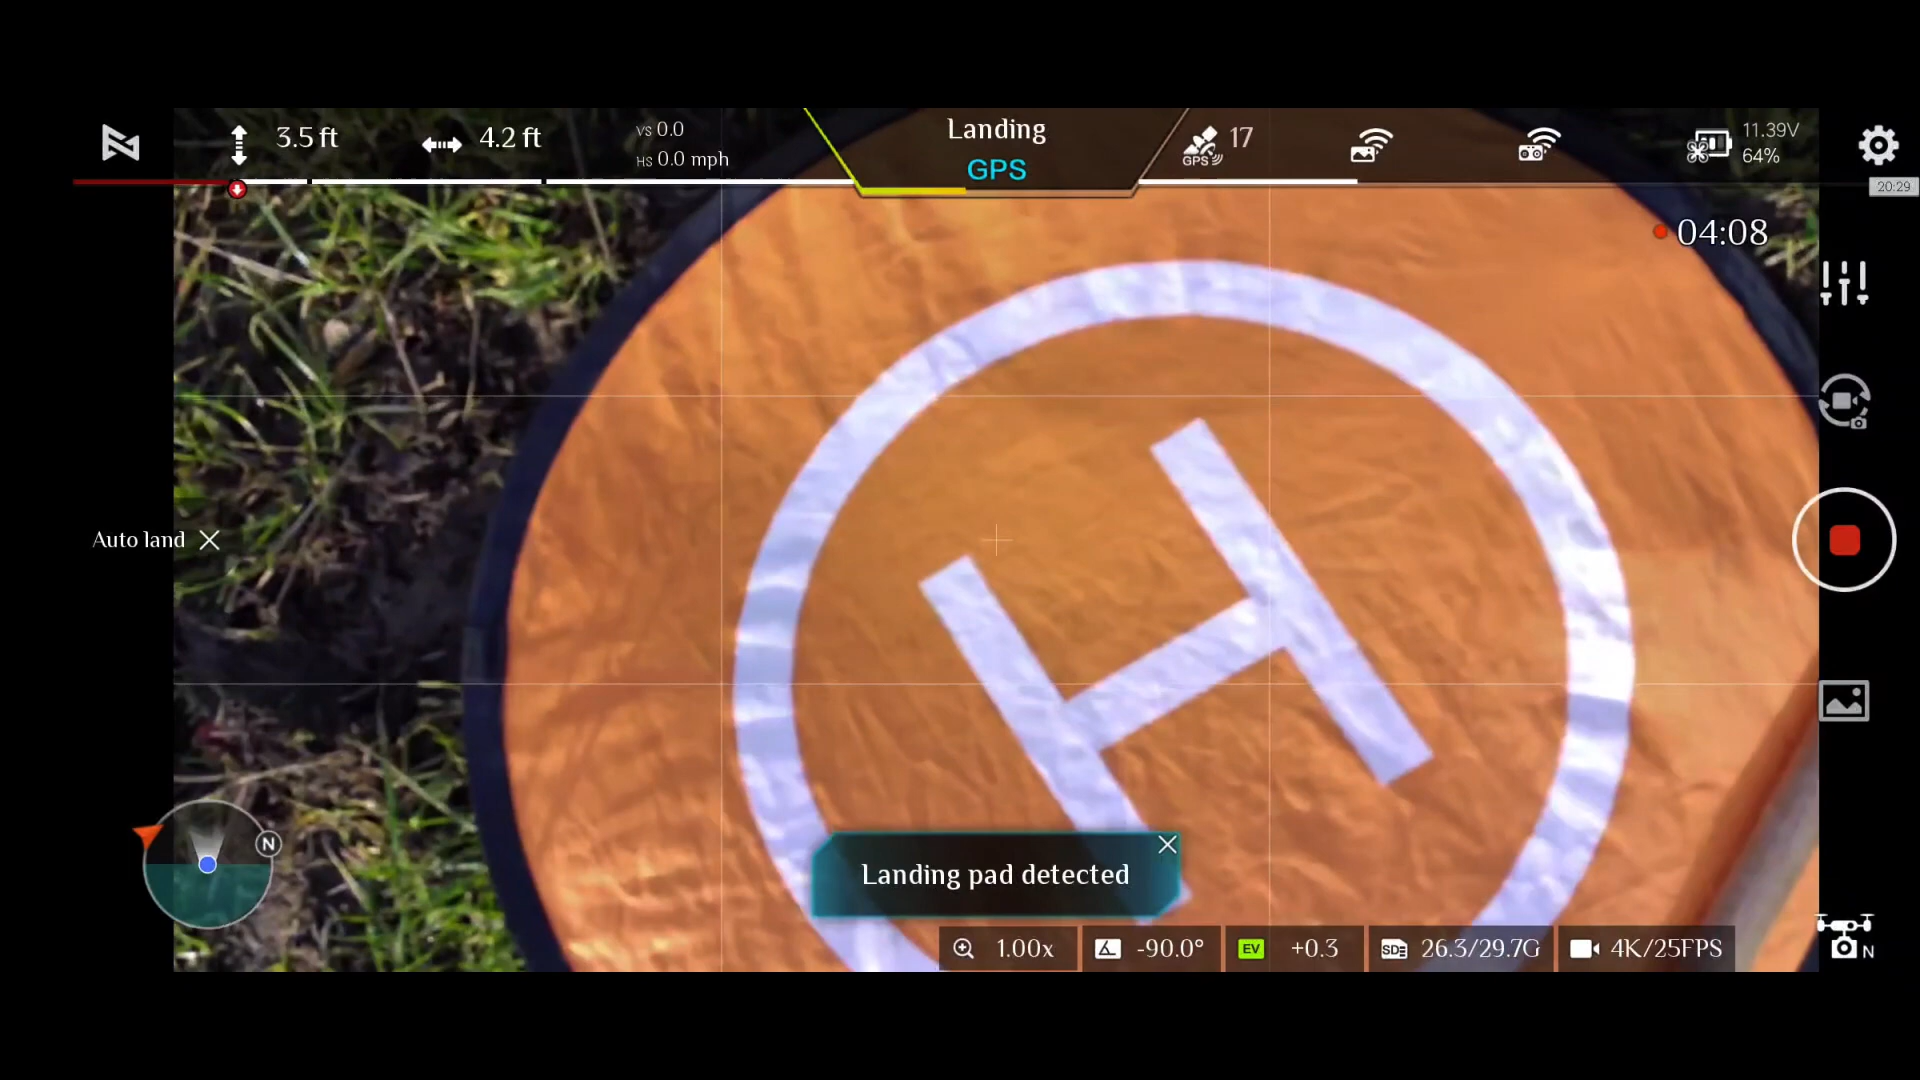 3.5 ft
4.2 ft
VS 0.0
HS 0.0 mph
Landing
GPS
GPS
17
11.39V
64%
20:29
04:08
Auto land
H
N
Landing pad detected
1.00x
-90.0°
EV
+0.3
SD
26.3/29.7G
4K/25FPS
N